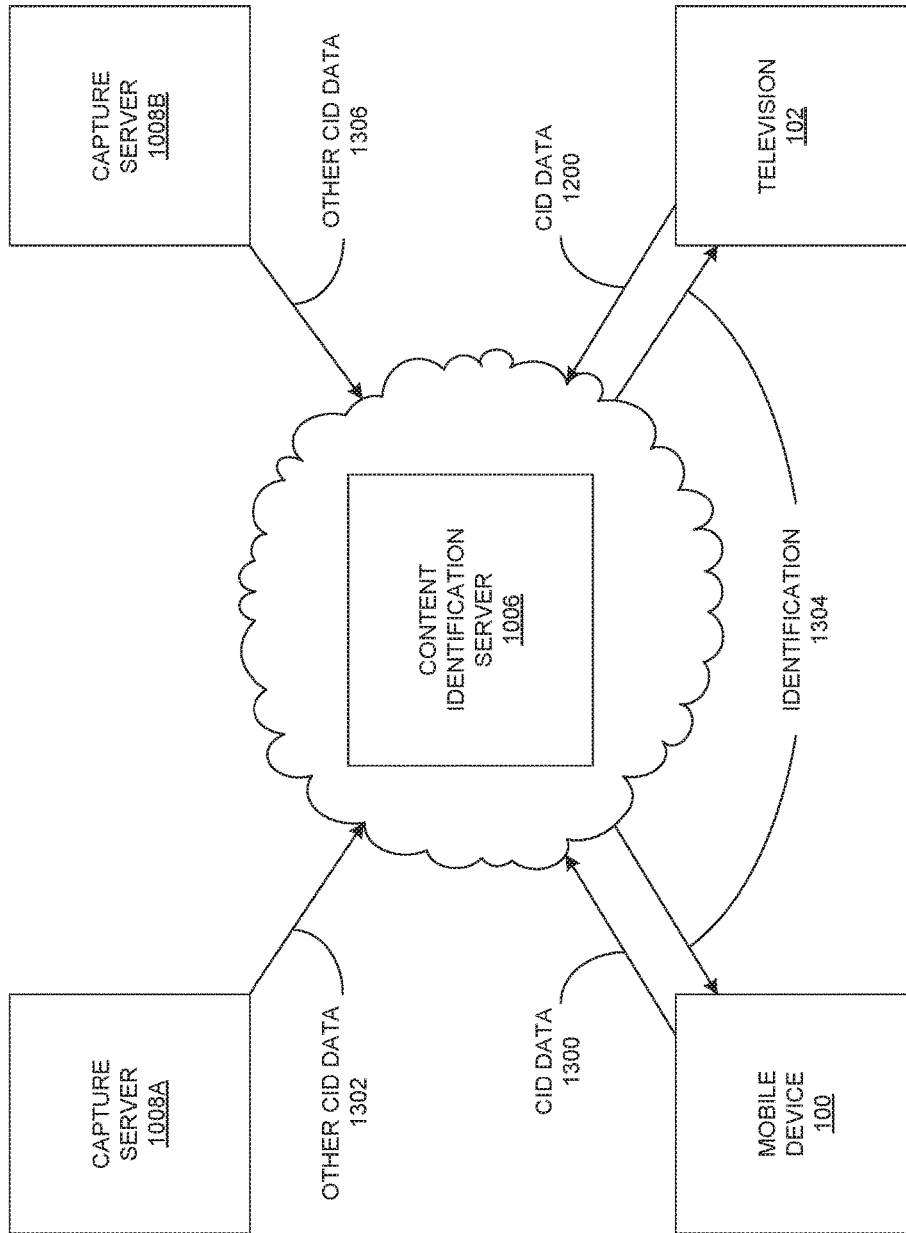 CAPTURE
SERVER
1008A
CAPTURE
SERVER
1008B
OTHER CID DATA
1302
OTHER CID DATA
1306
CONTENT
IDENTIFICATION
SERVER
1006
CID DATA
1300
CID DATA
1200
MOBILE
DEVICE
100
IDENTIFICATION
1304
TELEVISION
102